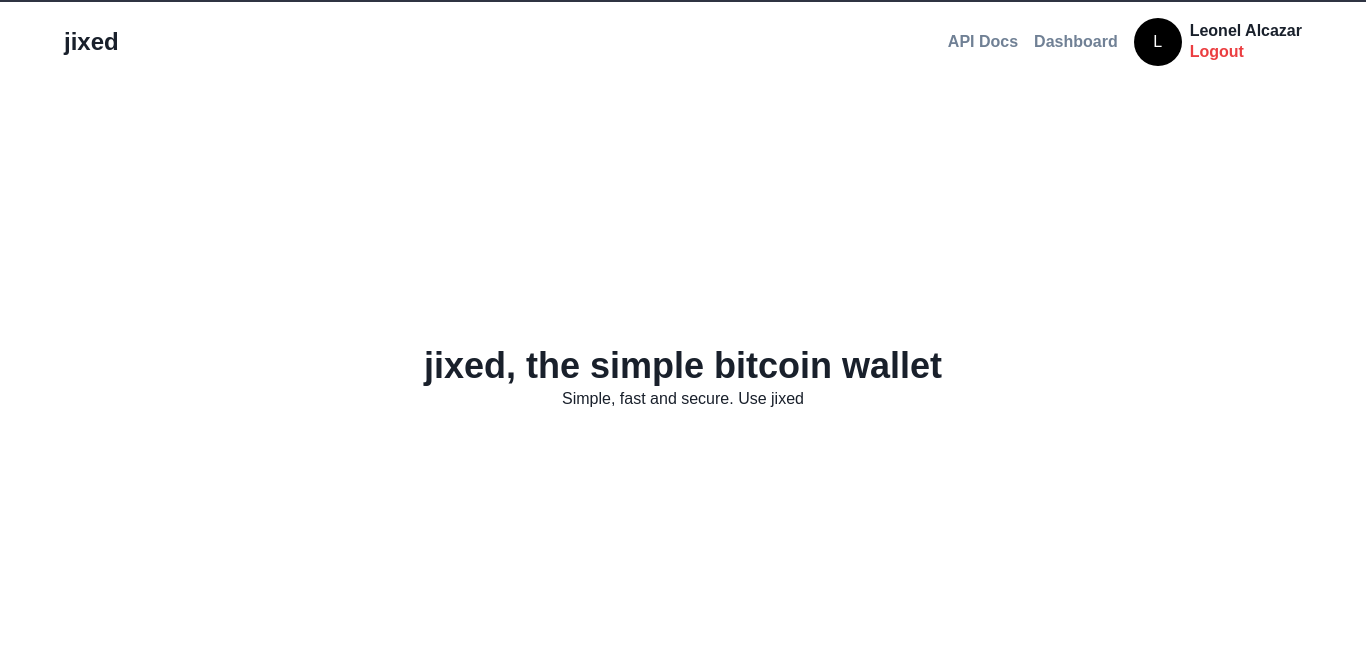 jixed
API Docs
Dashboard
L
Leonel Alcazar
Logout
jixed, the simple bitcoin wallet
Simple, fast and secure. Use jixed